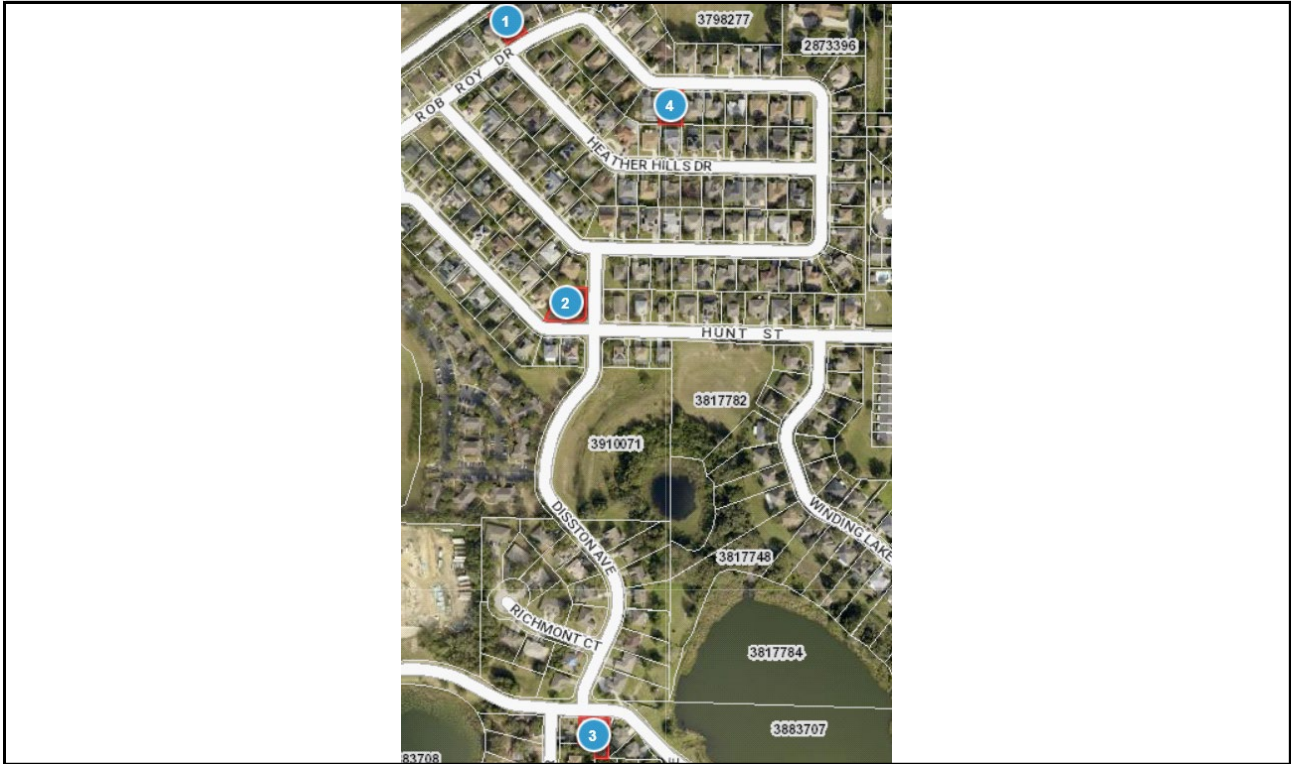 1
3798277
2873396
ROB ROY DR
4
HEATHER HILLS DR
2
HUNT ST
3817782
3910071
DISSTON AVE
WINDING LAKE
3817748
RICHMONT CT
3817784
3
3883707
83708